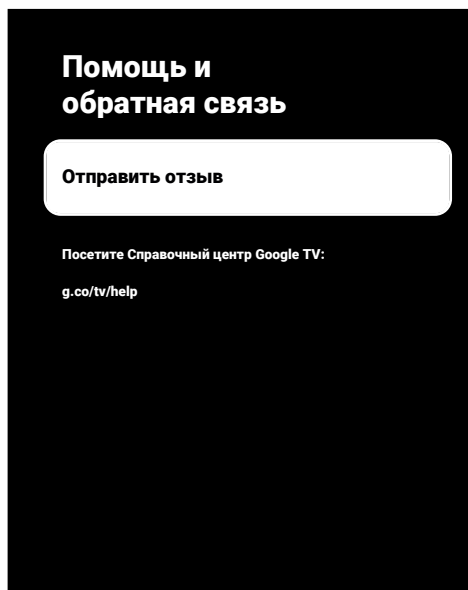 Помощь и
обратная связь
Отправить отзыв
Посетите Справочный центр Google TV:
g.co/tv/help